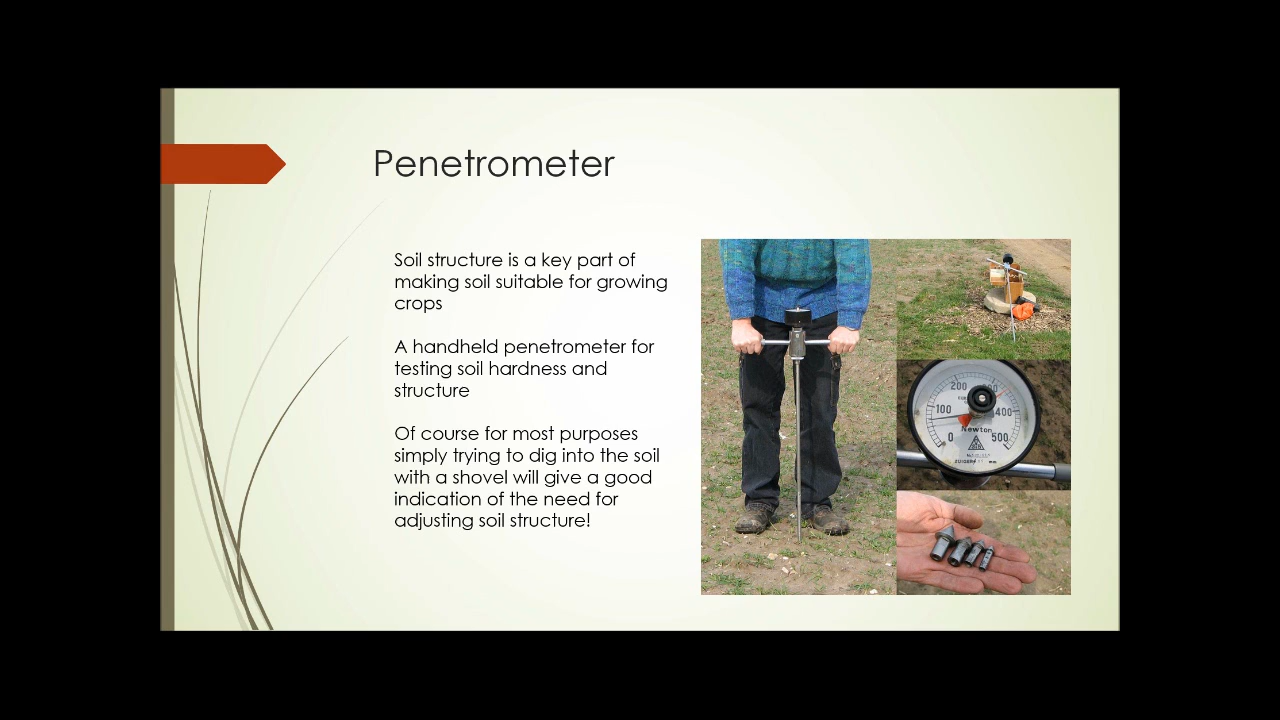 Penetrometer
Soil structure is a key part of
making soil suitable for growing
crops
A handheld penetrometer for
testing soil hardness and
structure
Of course for most purposes
simply trying to dig into the soil
with a shovel will give a good
indication of the need for
adjusting soil structure!
200
100
400
0
500
Newton